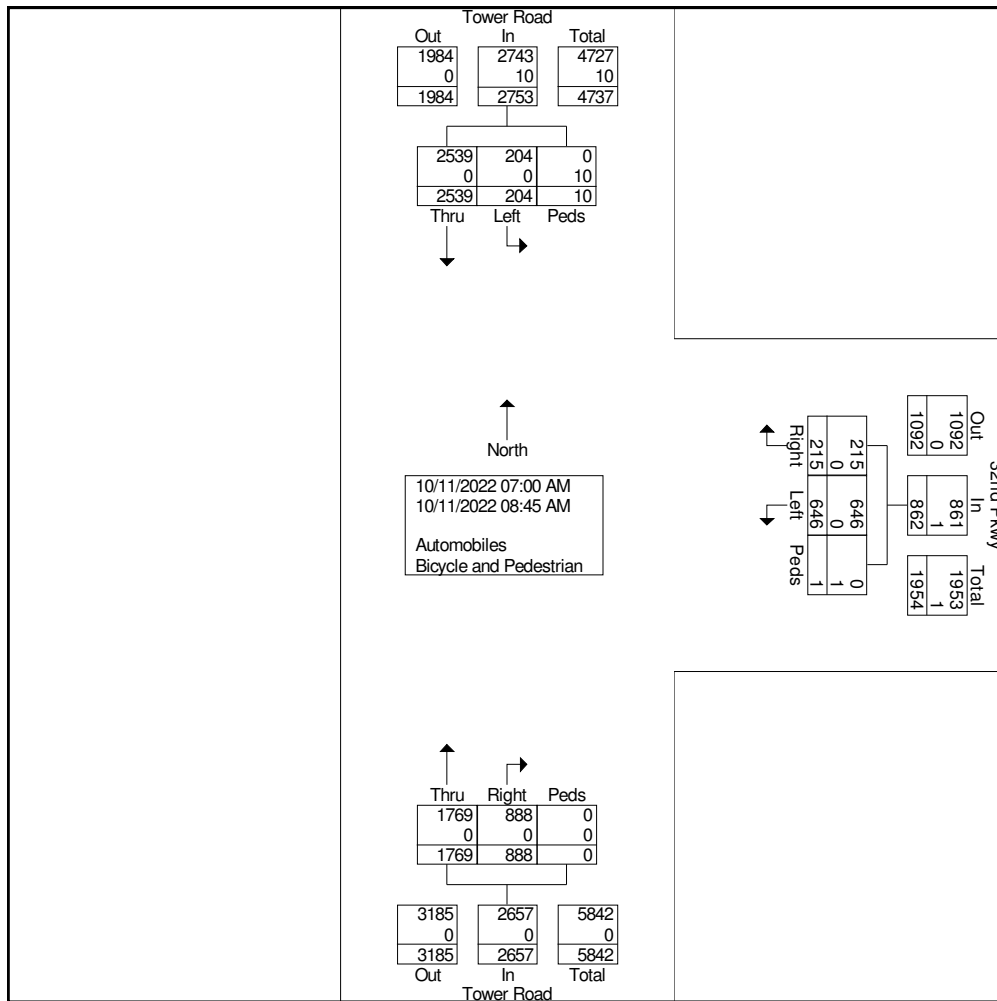 Tower Road
Out In Total
1984 2743 4727
0 10 10
1984 2753 4737
2539 204 0
0 0 10
2539 204 10
Thru Left Peds
North
10/11/2022 07:00 AM
10/11/2022 08:45 AM
Automobiles
Bicycle and Pedestrian
32nd Pkwy
Out In Total
1092 861 1953
0 1 1
1092 862 1954
215 646 0
0 0 1
215 646 1
Right Left Peds
Thru Right Peds
1769 888 0
0 0 0
1769 888 0
3185 2657 5842
0 0 0
3185 2657 5842
Out In Total
Tower Road